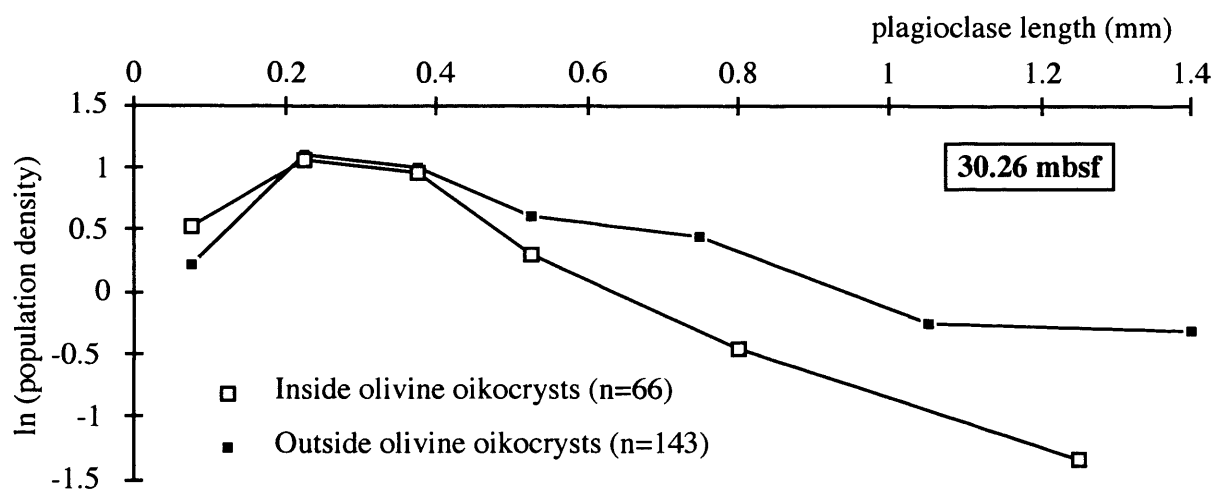 plagioclase length (mm)
0 0.2 0.4 0.6 0.8 1 1.2 1.4
1.5
1
30.26 mbsf
0.5
0
-0.5
-1
-1.5
ln (population density)
Inside olivine oikocrysts (n=66)
Outside olivine oikocrysts (n=143)